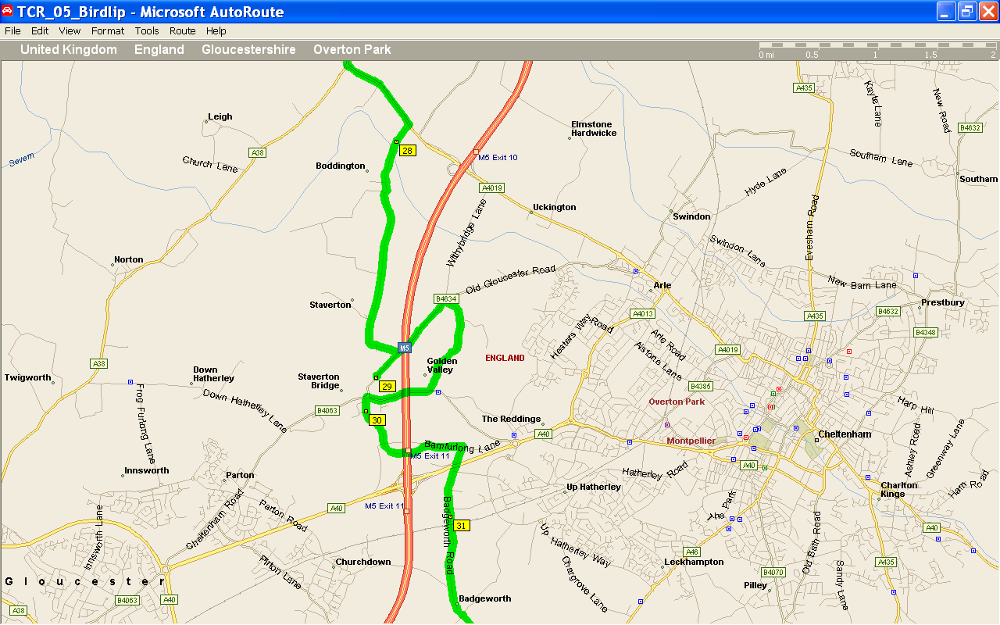 TCR_05_Birdlip - Microsoft AutoRoute
File Edit View Format Tools Route Help
United Kingdom England Gloucestershire Overton Park
0 mi 0.5 1 1.5 2
A435
Kayte Lane
New Road
Leigh
Elmstone
Hardwicke
B4632
28
A38
M5 Exit 10
Southam Lane
Severn
Church Lane
Boddington
Hyde Lane
Southam
A4019
Uckington
Swindon
Evesham Road
Withybridge Lane
Swindon Lane
Norton
Old Gloucester Road
New Barn Lane
Arle
Staverton
B4634
Prestbury
A4013
A435
B4632
Hesters Way Road
Arle Road
B4348
M5
A4019
Alstone Lane
Golden
Valley
ENGLAND
A38
Down
Hatherley
Twigworth
Staverton
Bridge
29
B4385
Frog-Furlong Lane
Down Hatherley Lane
Overton Park
Harp Hill
B4063
30
The Reddings
A40
Cheltenham
Montpellier
Bamfurlong Lane
M5 Exit 11
Ashley Road
Greenway Lane
Innsworth
Parton
Hatherley Road
A40
Up Hatherley
Charlton
Kings
Ham Road
Cheltenham Road
Parton Road
A40
M5 Exit 11
The Park
Innsworth Lane
Badgeworth Road
31
Up Hatherley Way
Old Bath Road
A40
A46
Churchdown
Pirton Lane
Chargrove Lane
Leckhampton
A435
Sandy Lane
B4070
Gloucester
Pilley
B4063
A40
Badgeworth
A38